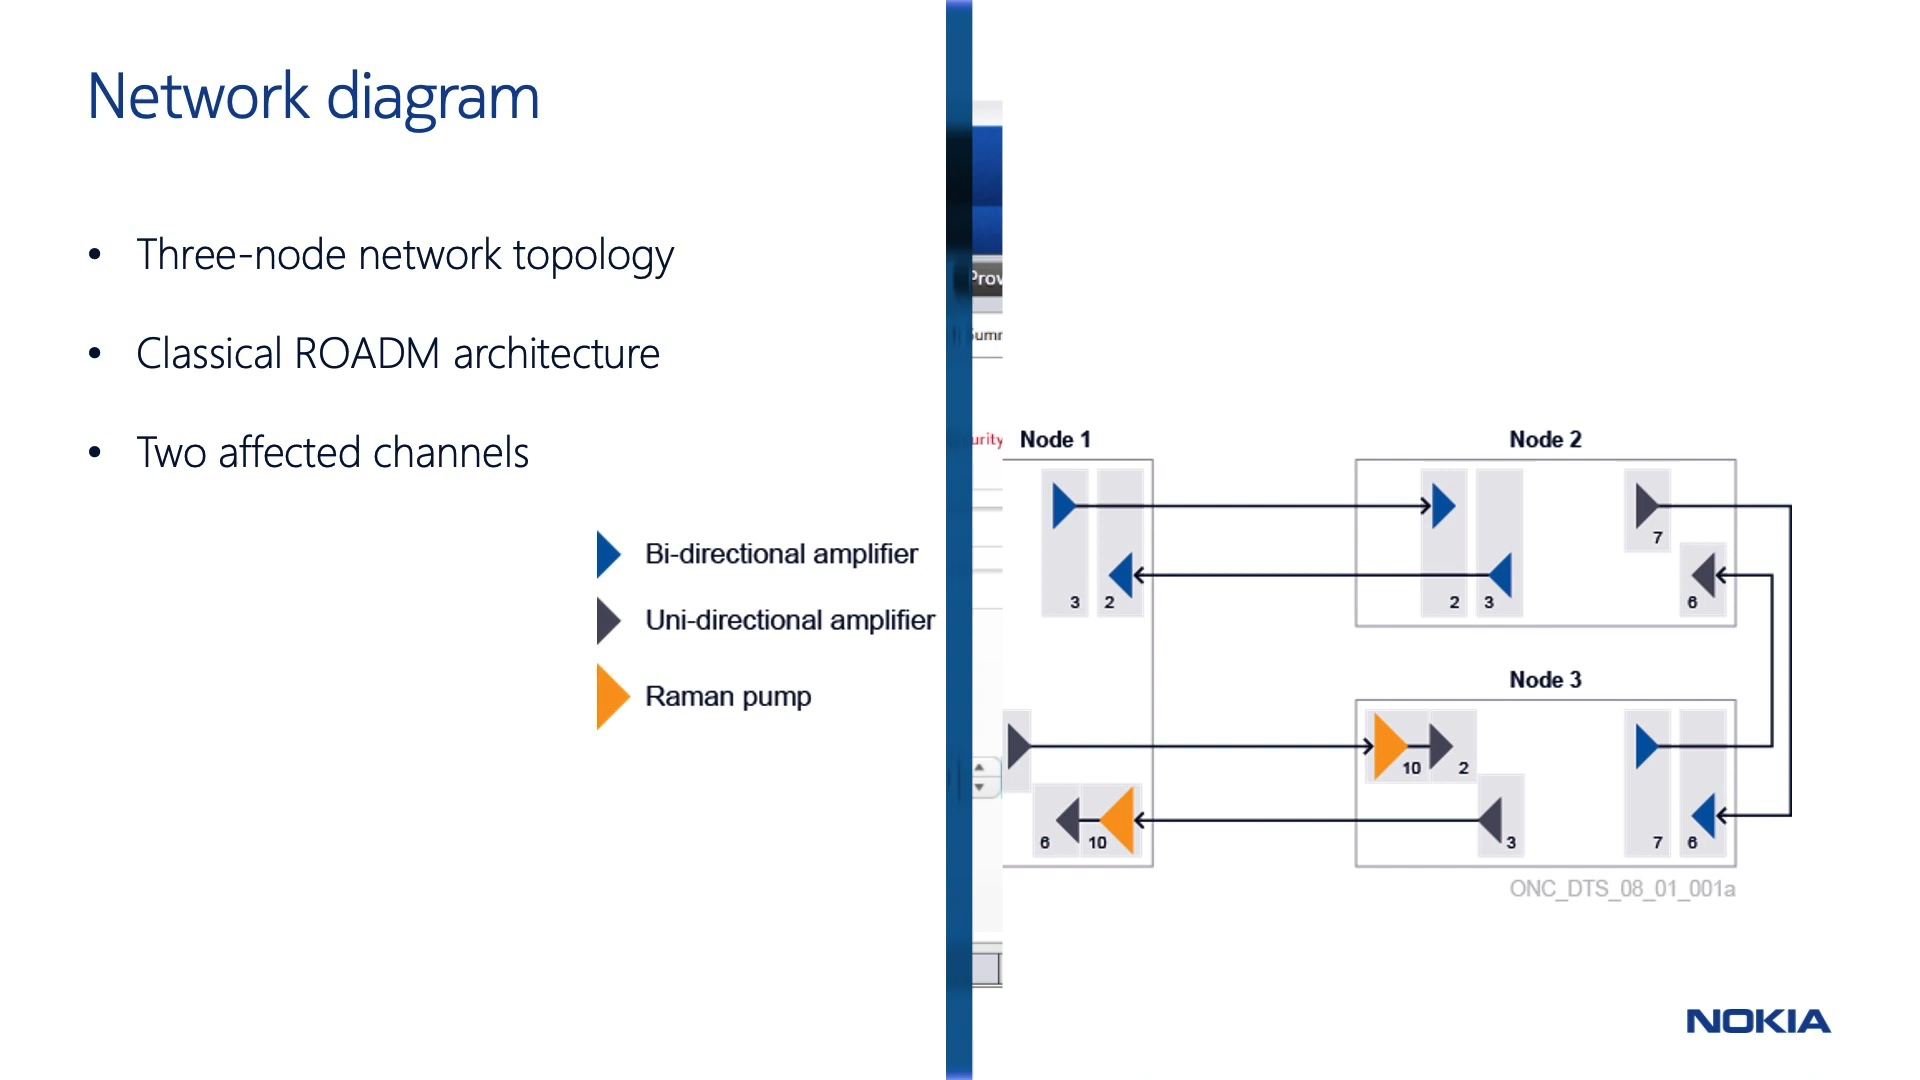 Network diagram
• Three-node network topology
• Classical ROADM architecture
• Two affected channels
Bi-directional amplifier
Uni-directional amplifier
Raman pump
Node 1
3 2
6 10
Node 2
7
2 3 6
Node 3
10 2
3 7 6
ONC_DTS_08_01_001a
NOKIA